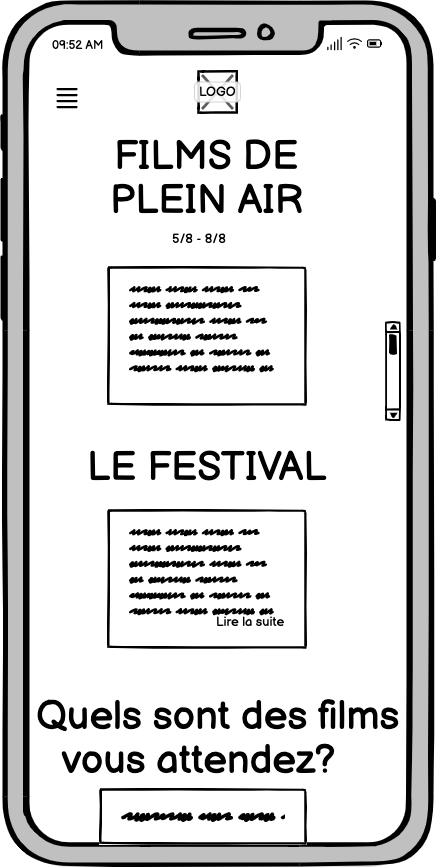 09:52 AM
LOGO
FILMS DE
PLEIN AIR
5/8 - 8/8
LE FESTIVAL
Lire la suite
Quels sont des films
vous attendez?